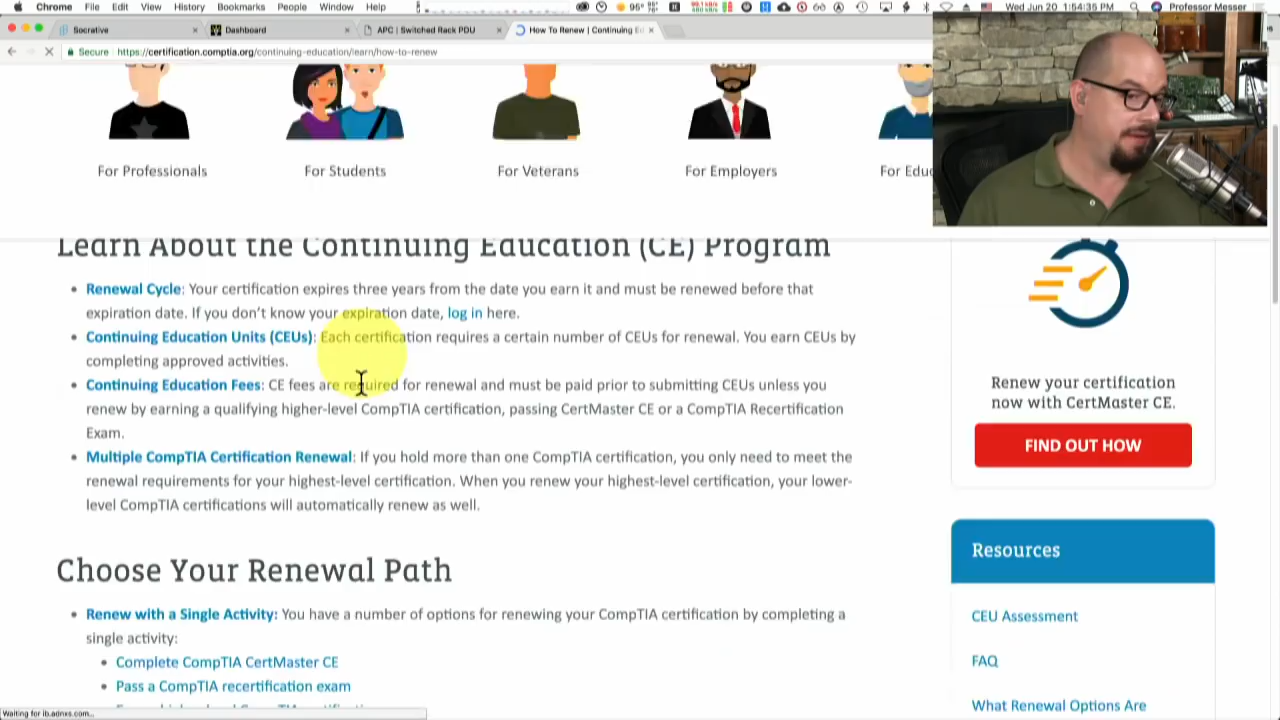 Chrome File Edit View History Bookmarks People Window Help 96° Wed Jun 20 1:54:35 PM Professor Messer
Socrative × Dashboard × APC | Switched Rack PDU × How To Renew | Continuing ×
Secure https://certification.comptia.org/continuing-education/learn/how-to-renew
For Professionals
For Students
For Veterans
For Employers
For Educ
Learn About the Continuing Education (CE) Program
• Renewal Cycle: Your certification expires three years from the date you earn it and must be renewed before that
expiration date. If you don't know your expiration date, log in here.
• Continuing Education Units (CEUs): Each certification requires a certain number of CEUs for renewal. You earn CEUs by
completing approved activities.
• Continuing Education Fees: CE fees are required for renewal and must be paid prior to submitting CEUs unless you
renew by earning a qualifying higher-level CompTIA certification, passing CertMaster CE or a CompTIA Recertification
Exam.
• Multiple CompTIA Certification Renewal: If you hold more than one CompTIA certification, you only need to meet the
renewal requirements for your highest-level certification. When you renew your highest-level certification, your lower-
level CompTIA certifications will automatically renew as well.
Choose Your Renewal Path
• Renew with a Single Activity: You have a number of options for renewing your CompTIA certification by completing a
single activity:
• Complete CompTIA CertMaster CE
• Pass a CompTIA recertification exam
Renew your certification
now with CertMaster CE.
FIND OUT HOW
Resources
CEU Assessment
FAQ
What Renewal Options Are
Waiting for ib.adnxs.com...